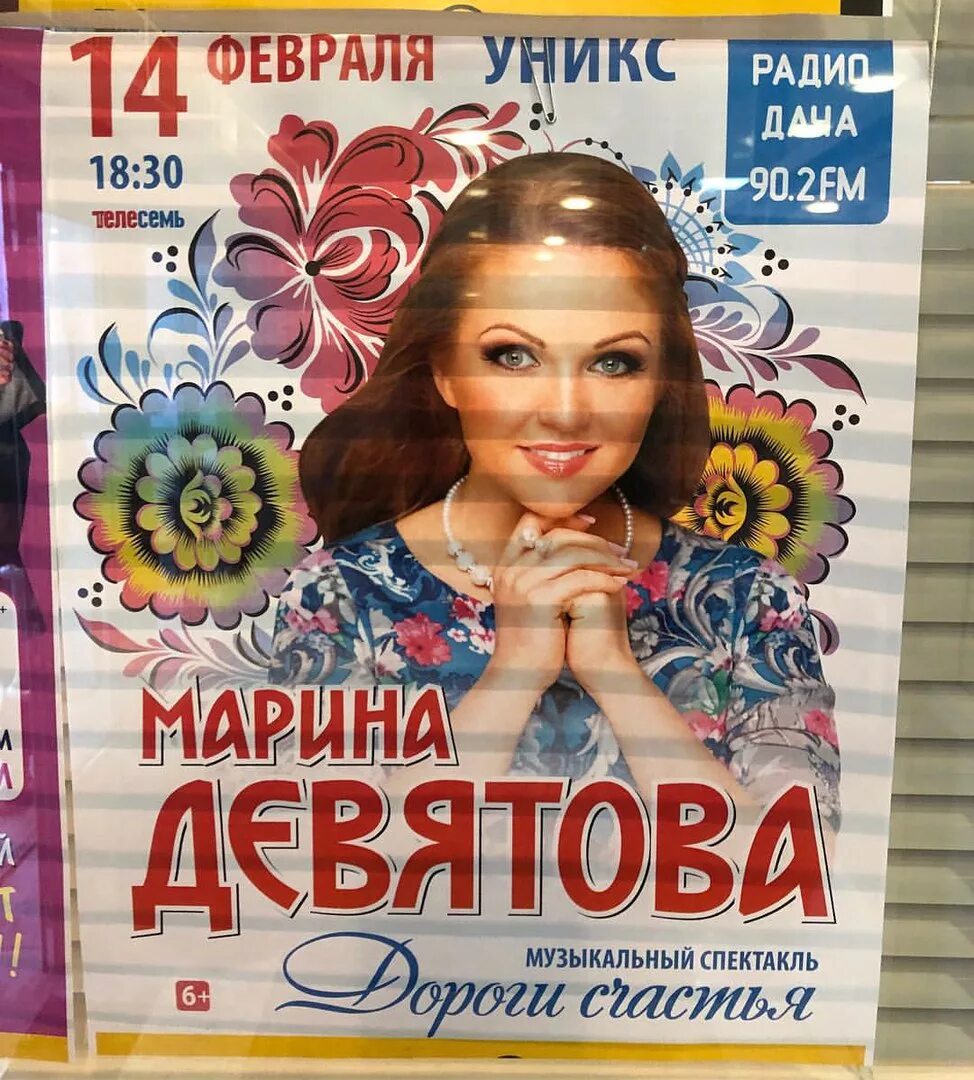 14 ФЕВРАЛЯ УНИКС
18:30
телесемь
РАДИО
ДАЧА
90.2FM
МАРИНА
ДЕВЯТОВА
МУЗЫКАЛЬНЫЙ СПЕКТАКЛЬ
Дороги счастья
6+